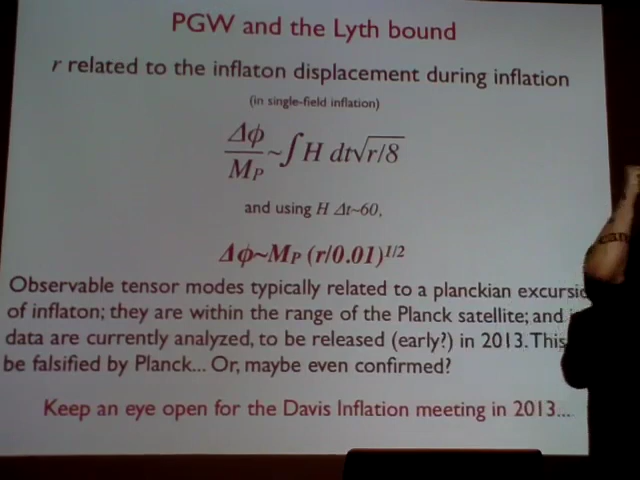 PGW and the Lyth bound
r related to the inflaton displacement during inflation
(in single-field inflation)
Δϕ/M_P ~ ∫ H dt√r/8
and using H Δt~60,
Δϕ~M_P (r/0.01)^1/2
Observable tensor modes typically related to a planckian
of inflaton; they are within the range of the Planck satellite; and
data are currently analyzed, to be released (early?) in 2013. This
be falsified by Planck... Or, maybe even confirmed?
Keep an eye open for the Davis Inflation meeting in 2013...